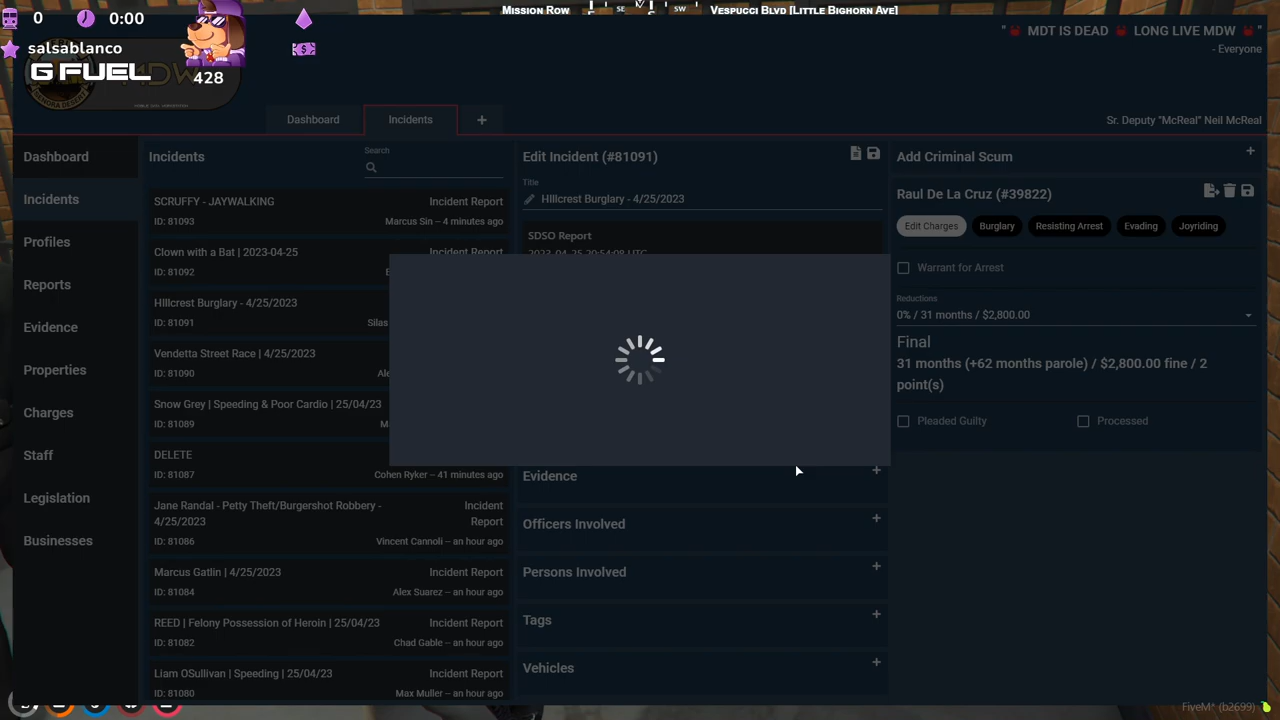 Mission Row
SE
SW
Vespucci Blvd [Little Bighorn Ave]
0
0:00
salsablanco
G FUEL
428
" MDT IS DEAD LONG LIVE MDW "
- Everyone
Dashboard
Incidents
+
Sr. Deputy "McReal" Neil McReal
Dashboard
Incidents
Profiles
Reports
Evidence
Properties
Charges
Staff
Legislation
Businesses
Incidents
Search
SCRUFFY - JAYWALKING
Incident Report
ID: 81093
Marcus Sin – 4 minutes ago
Clown with a Bat | 2023-04-25
Incident Report
ID: 81092
HIllcrest Burglary - 4/25/2023
ID: 81091
Silas
Vendetta Street Race | 4/25/2023
ID: 81090
Snow Grey | Speeding & Poor Cardio | 25/04/23
ID: 81089
DELETE
ID: 81087
Cohen Ryker – 41 minutes ago
Jane Randal - Petty Theft/Burgershot Robbery -
4/25/2023
Incident
Report
ID: 81086
Vincent Cannoli – an hour ago
Marcus Gatlin | 4/25/2023
Incident Report
ID: 81084
Alex Suarez – an hour ago
REED | Felony Possession of Heroin | 25/04/23
Incident Report
ID: 81082
Chad Gable – an hour ago
Liam OSullivan | Speeding | 25/04/23
Incident Report
ID: 81080
Max Muller – an hour ago
Edit Incident (#81091)
Title
HIllcrest Burglary - 4/25/2023
SDSO Report
2023-04-25 20:54:08 UTC
Evidence
+
Officers Involved
+
Persons Involved
+
Tags
+
Vehicles
+
Add Criminal Scum
+
Raul De La Cruz (#39822)
Edit Charges
Burglary
Resisting Arrest
Evading
Joyriding
Warrant for Arrest
Reductions
0% / 31 months / $2,800.00
Final
31 months (+62 months parole) / $2,800.00 fine / 2
point(s)
Pleaded Guilty
Processed
FiveM* (b2699)